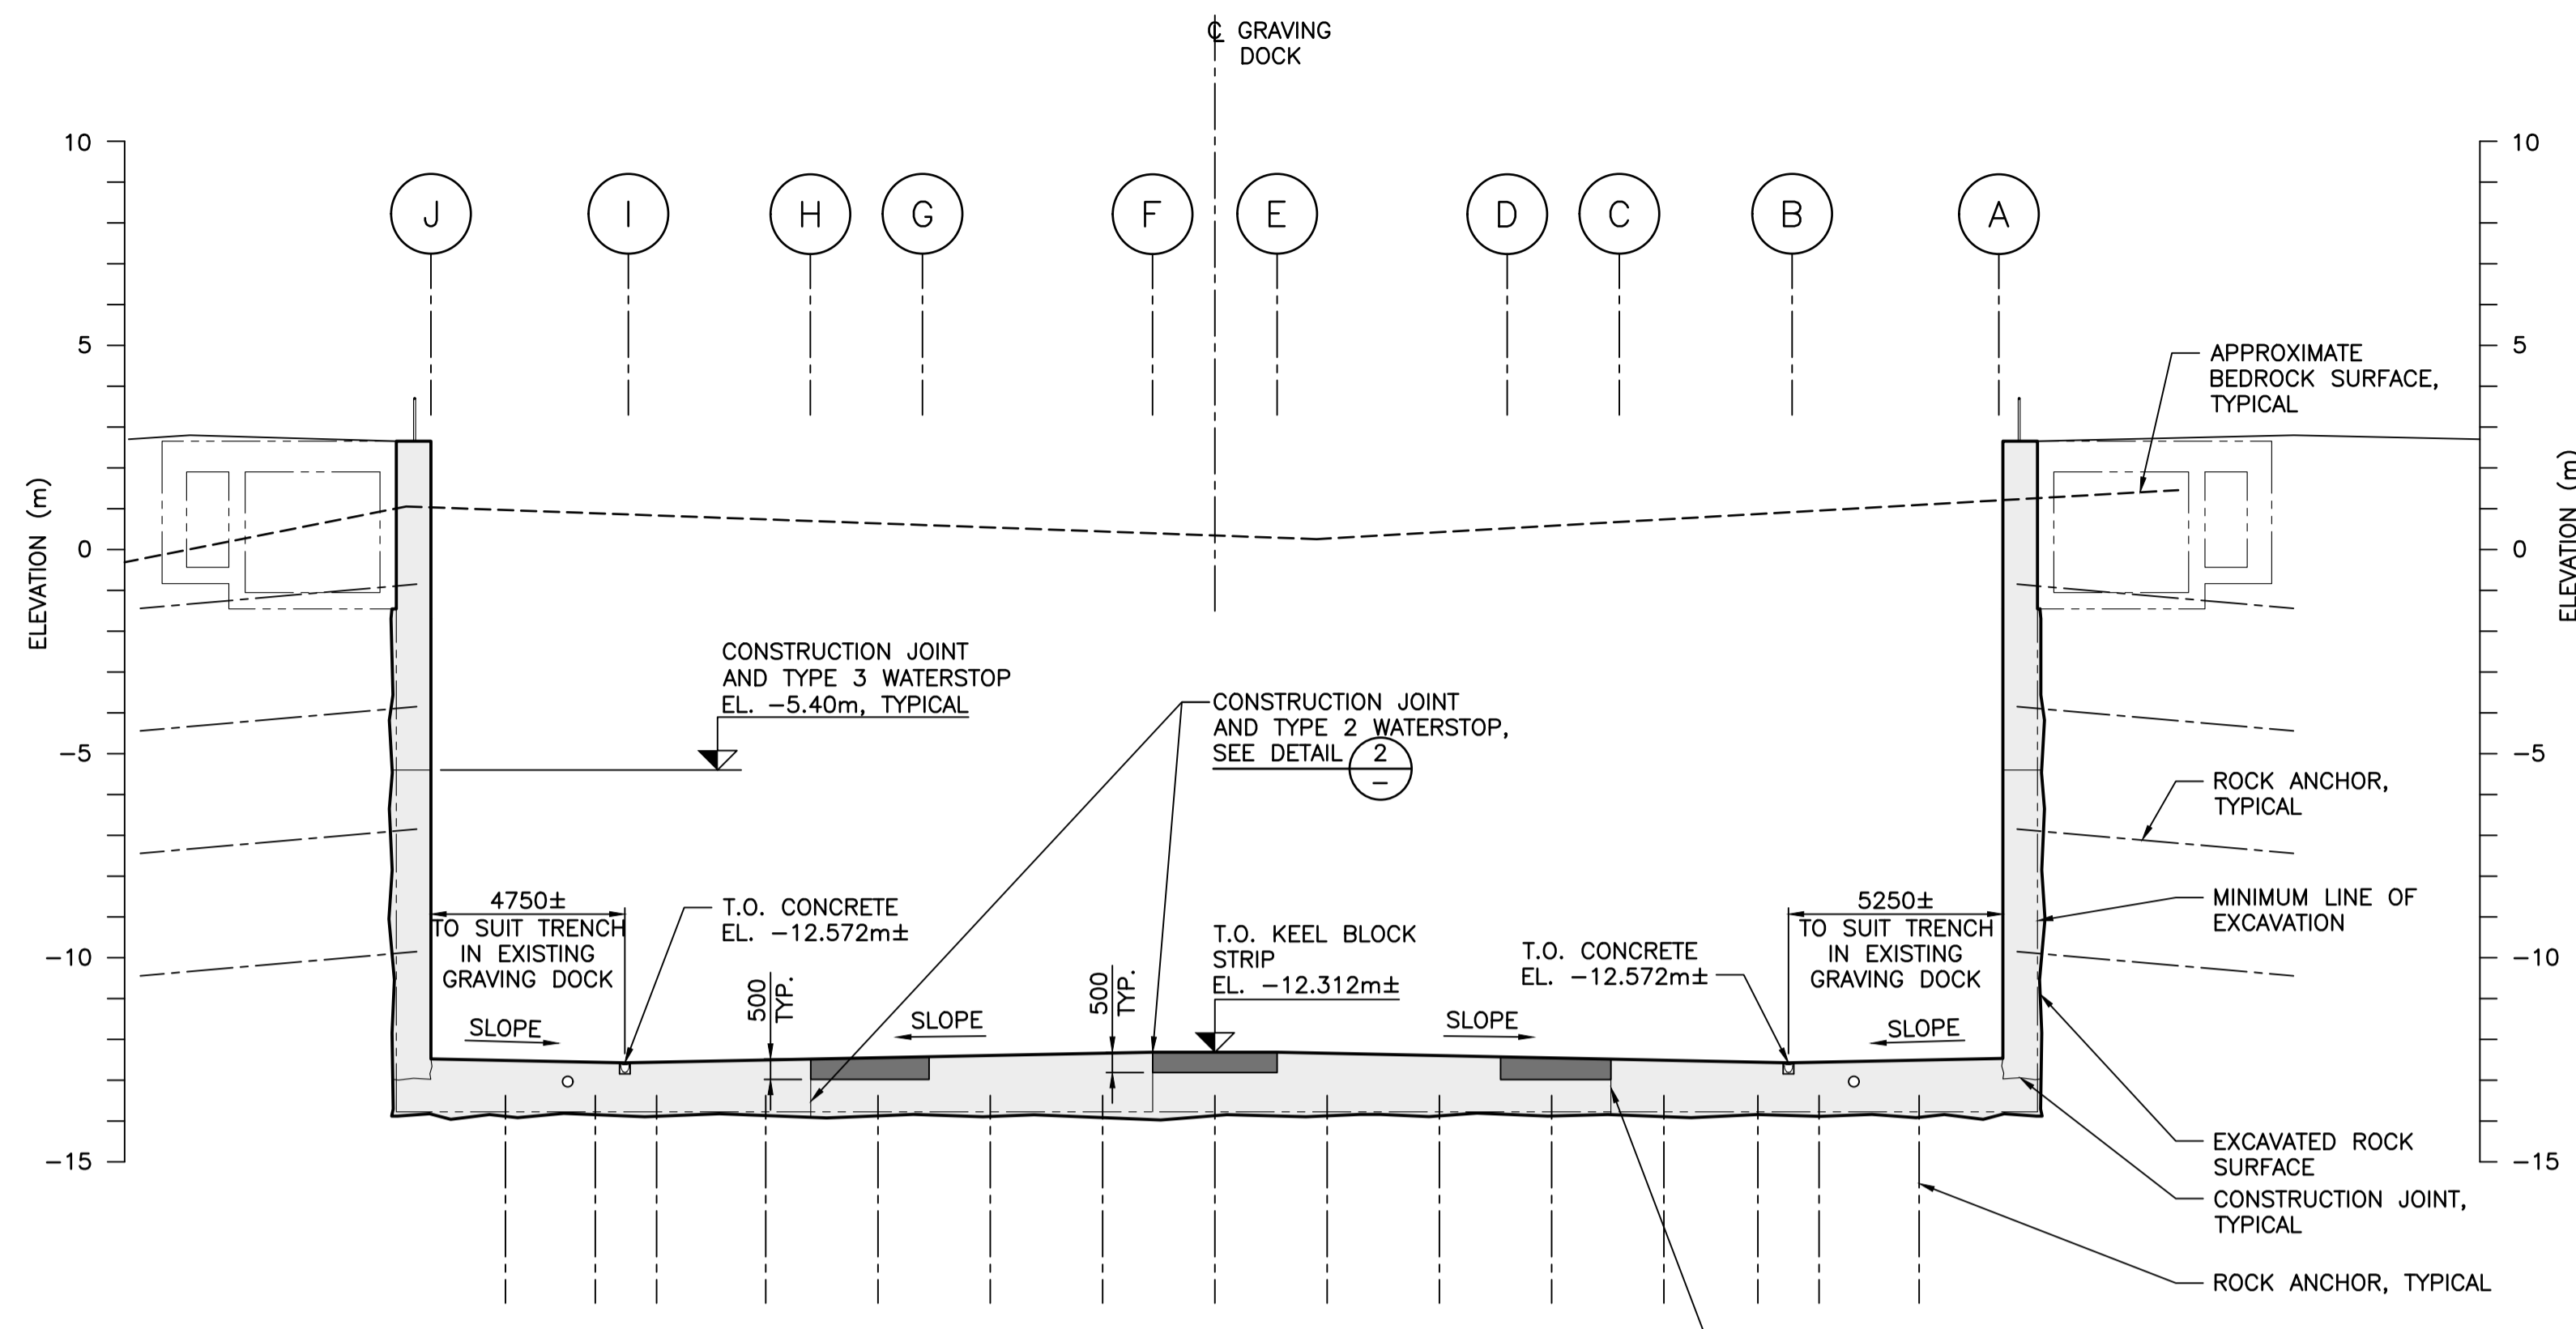 ℄ GRAVING
DOCK
10
10
J
I
H
G
F
E
D
C
B
A
5
5
APPROXIMATE
BEDROCK SURFACE,
TYPICAL
ELEVATION (m)
ELEVATION (m)
0
0
CONSTRUCTION JOINT
AND TYPE 3 WATERSTOP
EL. −5.40m, TYPICAL
CONSTRUCTION JOINT
AND TYPE 2 WATERSTOP,
SEE DETAIL 2
−
−5
−5
ROCK ANCHOR,
TYPICAL
4750±
TO SUIT TRENCH
IN EXISTING
GRAVING DOCK
T.O. CONCRETE
EL. −12.572m±
T.O. KEEL BLOCK
STRIP
EL. −12.312m±
T.O. CONCRETE
EL. −12.572m±
5250±
TO SUIT TRENCH
IN EXISTING
GRAVING DOCK
MINIMUM LINE OF
EXCAVATION
−10
−10
500
TYP.
500
TYP.
SLOPE
SLOPE
SLOPE
SLOPE
−15
−15
EXCAVATED ROCK
SURFACE
CONSTRUCTION JOINT,
TYPICAL
ROCK ANCHOR, TYPICAL